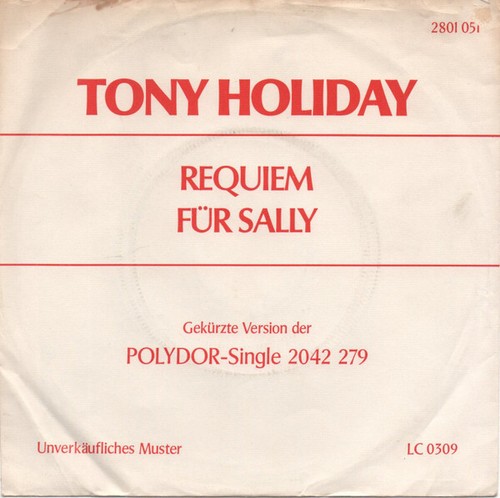 2801 051
TONY HOLIDAY
REQUIEM
FÜR SALLY
Gekürzte Version der
POLYDOR-Single 2042 279
Unverkäufliches Muster
LC 0309